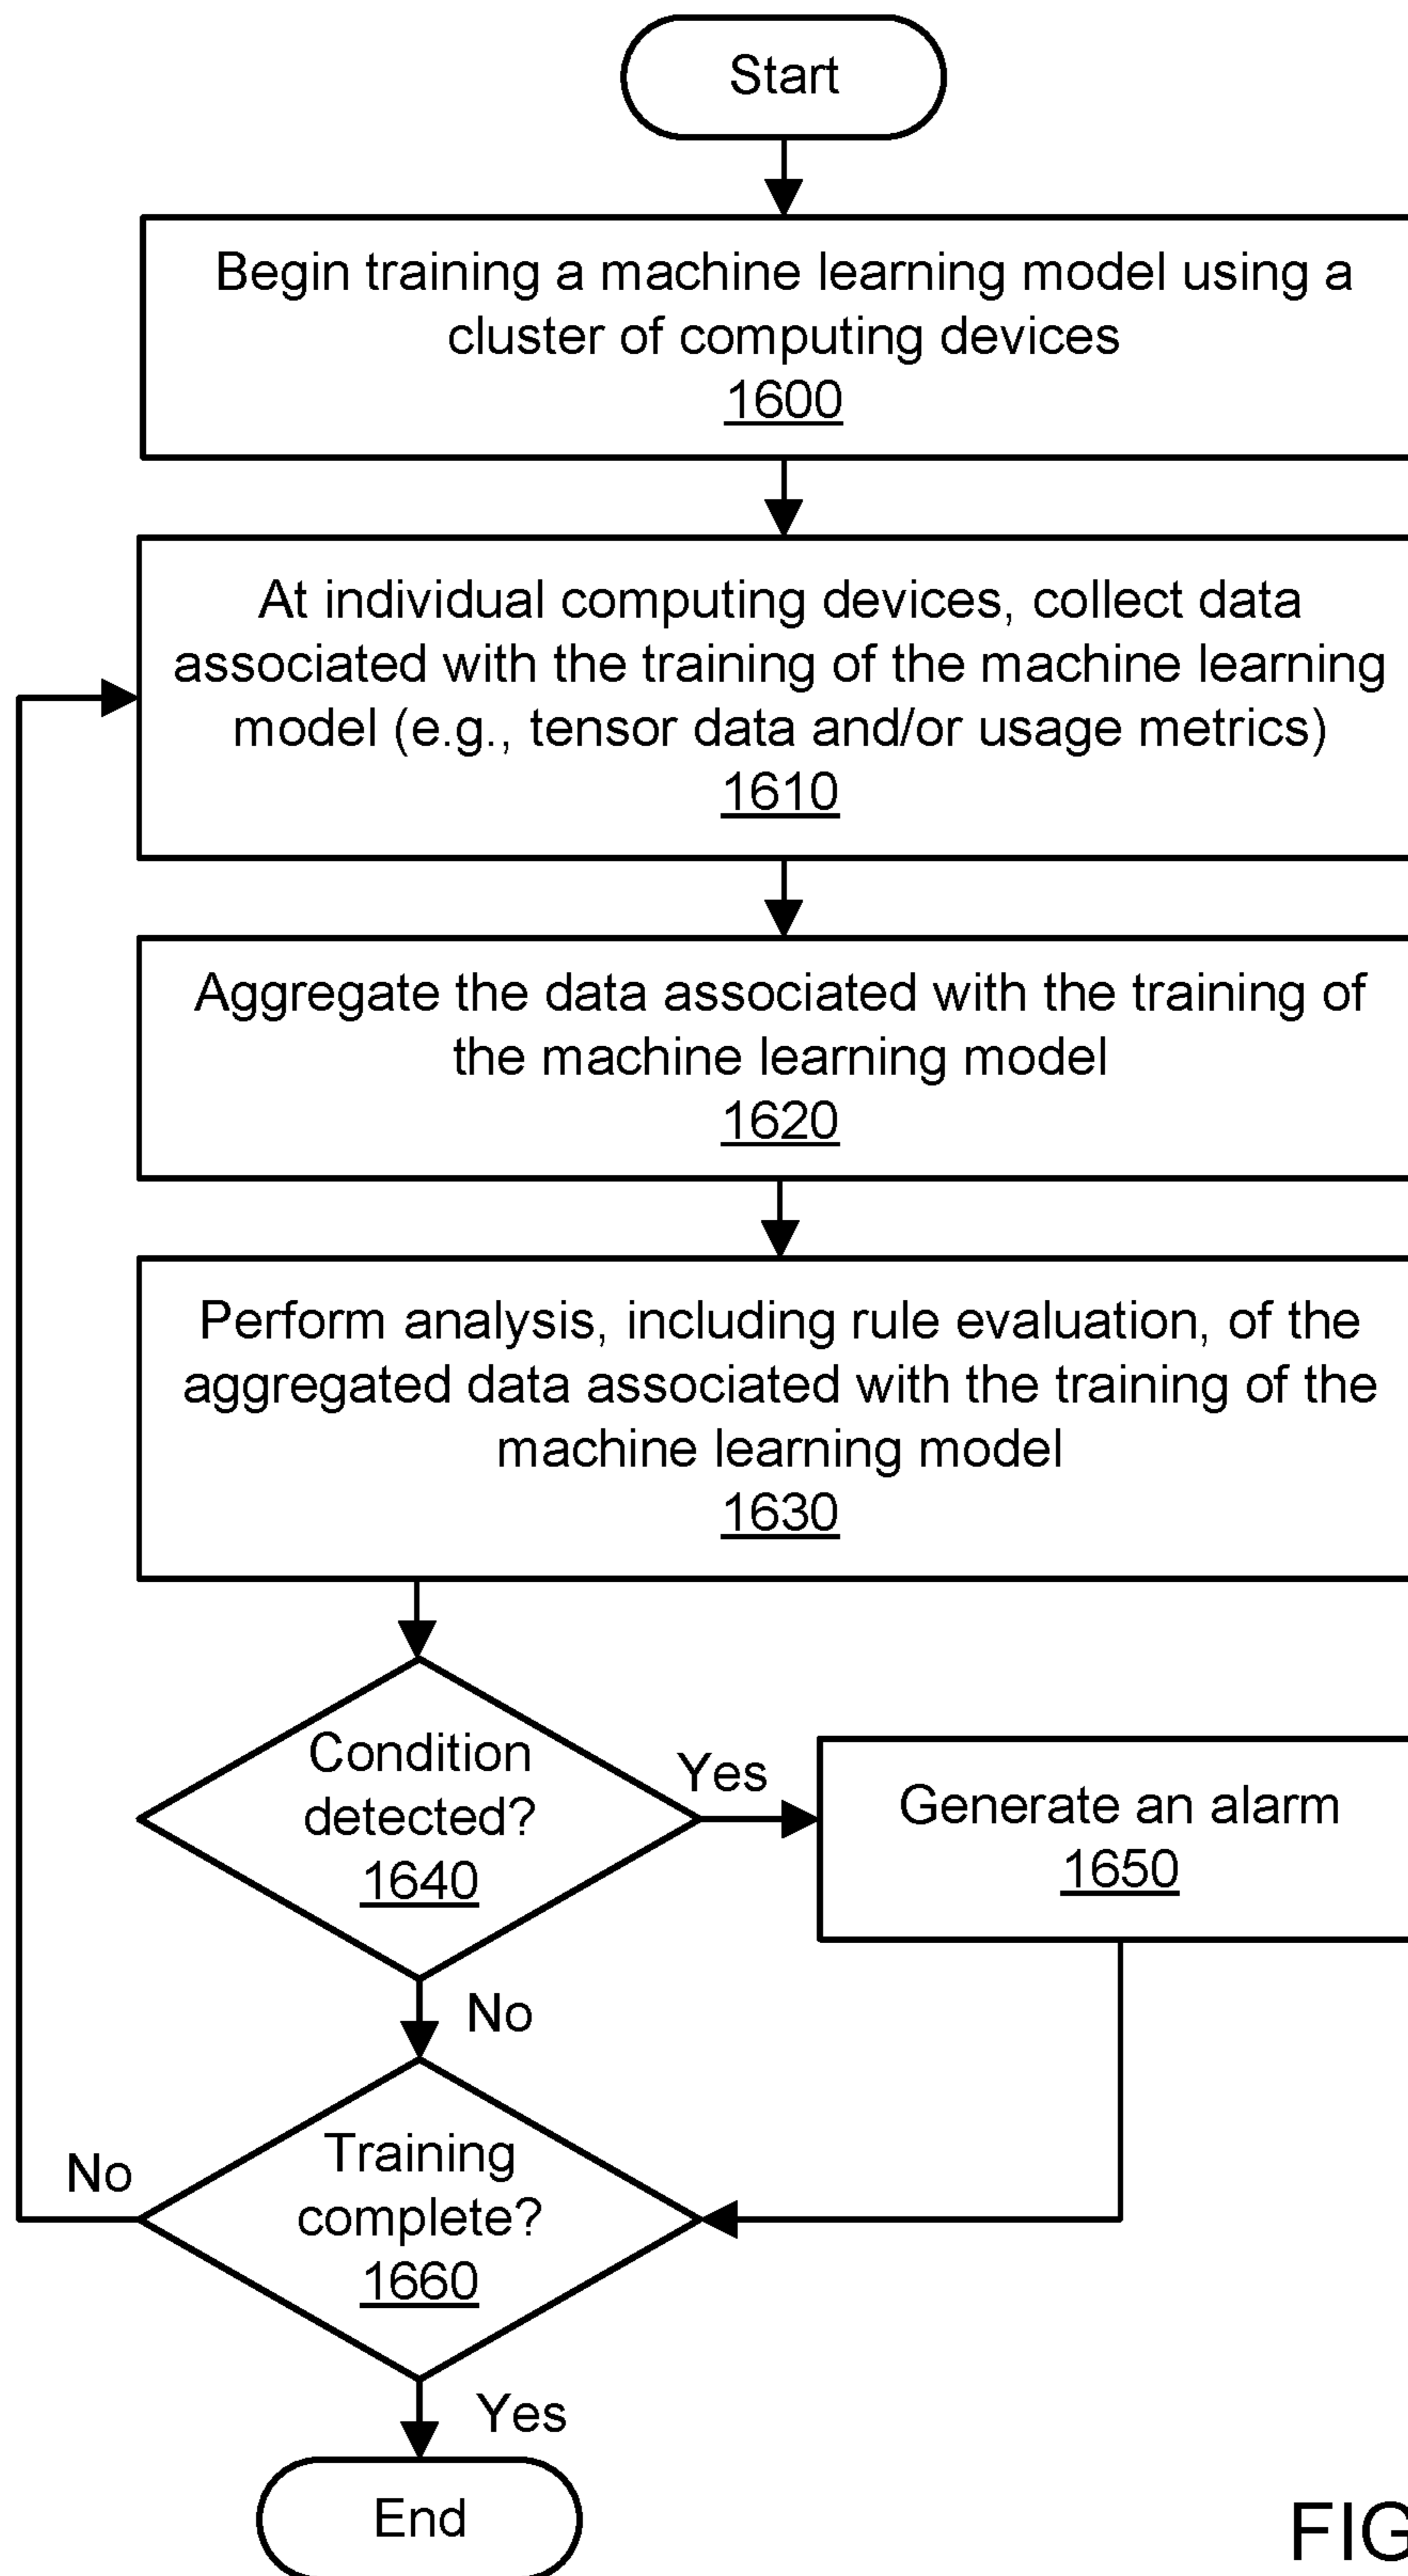 Start
Begin training a machine learning model using a
cluster of computing devices
1600
At individual computing devices, collect data
associated with the training of the machine learning
model (e.g., tensor data and/or usage metrics)
1610
Aggregate the data associated with the training of
the machine learning model
1620
Perform analysis, including rule evaluation, of the
aggregated data associated with the training of the
machine learning model
1630
Condition
detected?
1640
Yes
Generate an alarm
1650
No
Training
complete?
1660
No
Yes
End
FIG